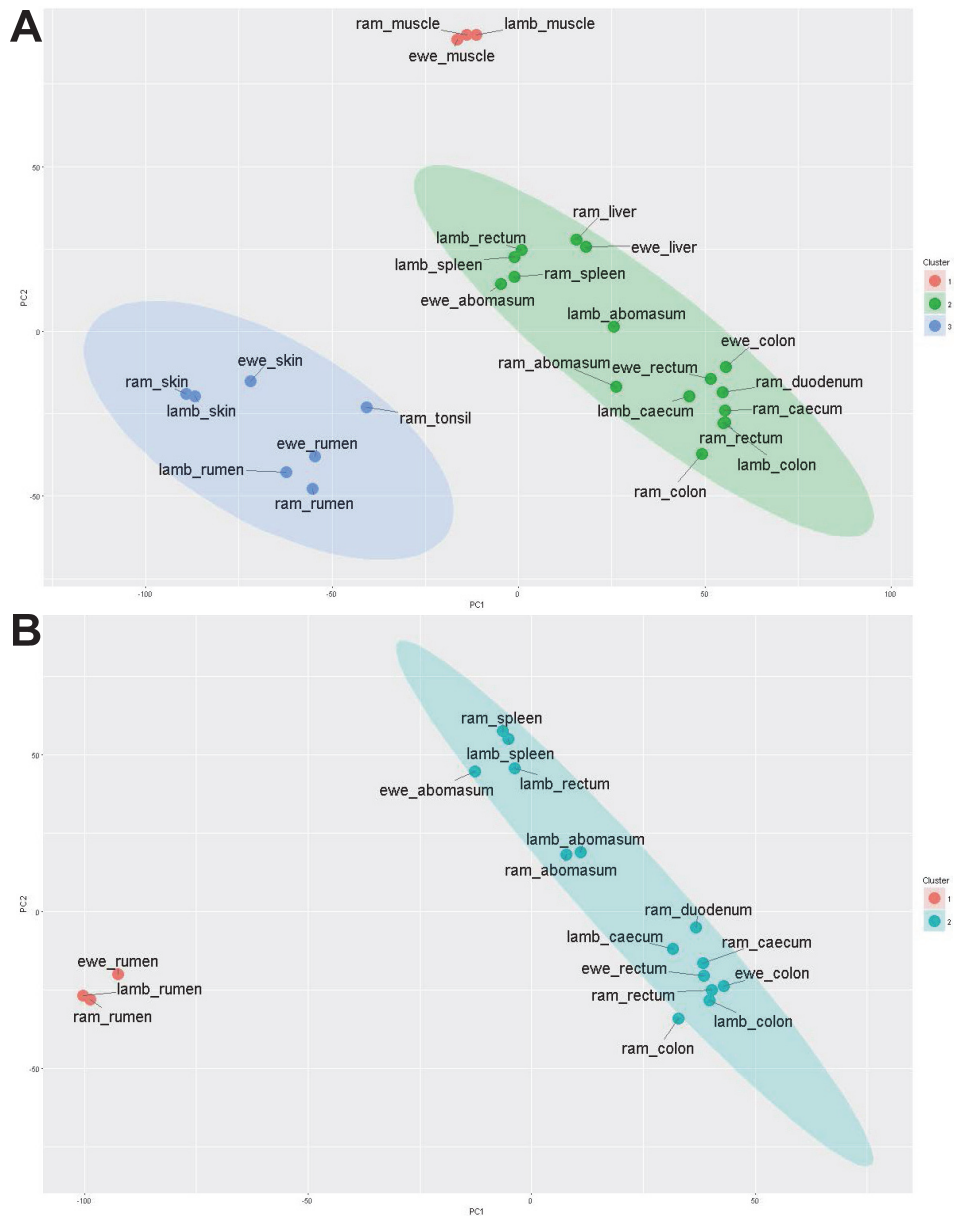 A
ram_muscle
lamb_muscle
ewe_muscle
50
ram_liver
lamb_rectum
ewe_liver
lamb_spleen
ram_spleen
ewe_abomasum
Cluster
1
2
3
PC2
lamb_abomasum
0
ewe_colon
ram_abomasum
ewe_rectum
ewe_skin
ram_skin
ram_duodenum
lamb_skin
lamb_caecum
ram_caecum
ram_tonsil
ewe_rumen
ram_rectum
lamb_rumen
lamb_colon
ram_colon
-50
ram_rumen
-100
-50
0
50
100
PC1
B
ram_spleen
50
lamb_spleen
lamb_rectum
ewe_abomasum
lamb_abomasum
ram_abomasum
Cluster
1
2
PC2
ram_duodenum
0
lamb_caecum
ram_caecum
ewe_rumen
ewe_rectum
ewe_colon
lamb_rumen
ram_rectum
ram_rumen
lamb_colon
ram_colon
-50
-100
-50
0
50
PC1